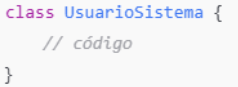 class UsuarioSistema {
    // código
}